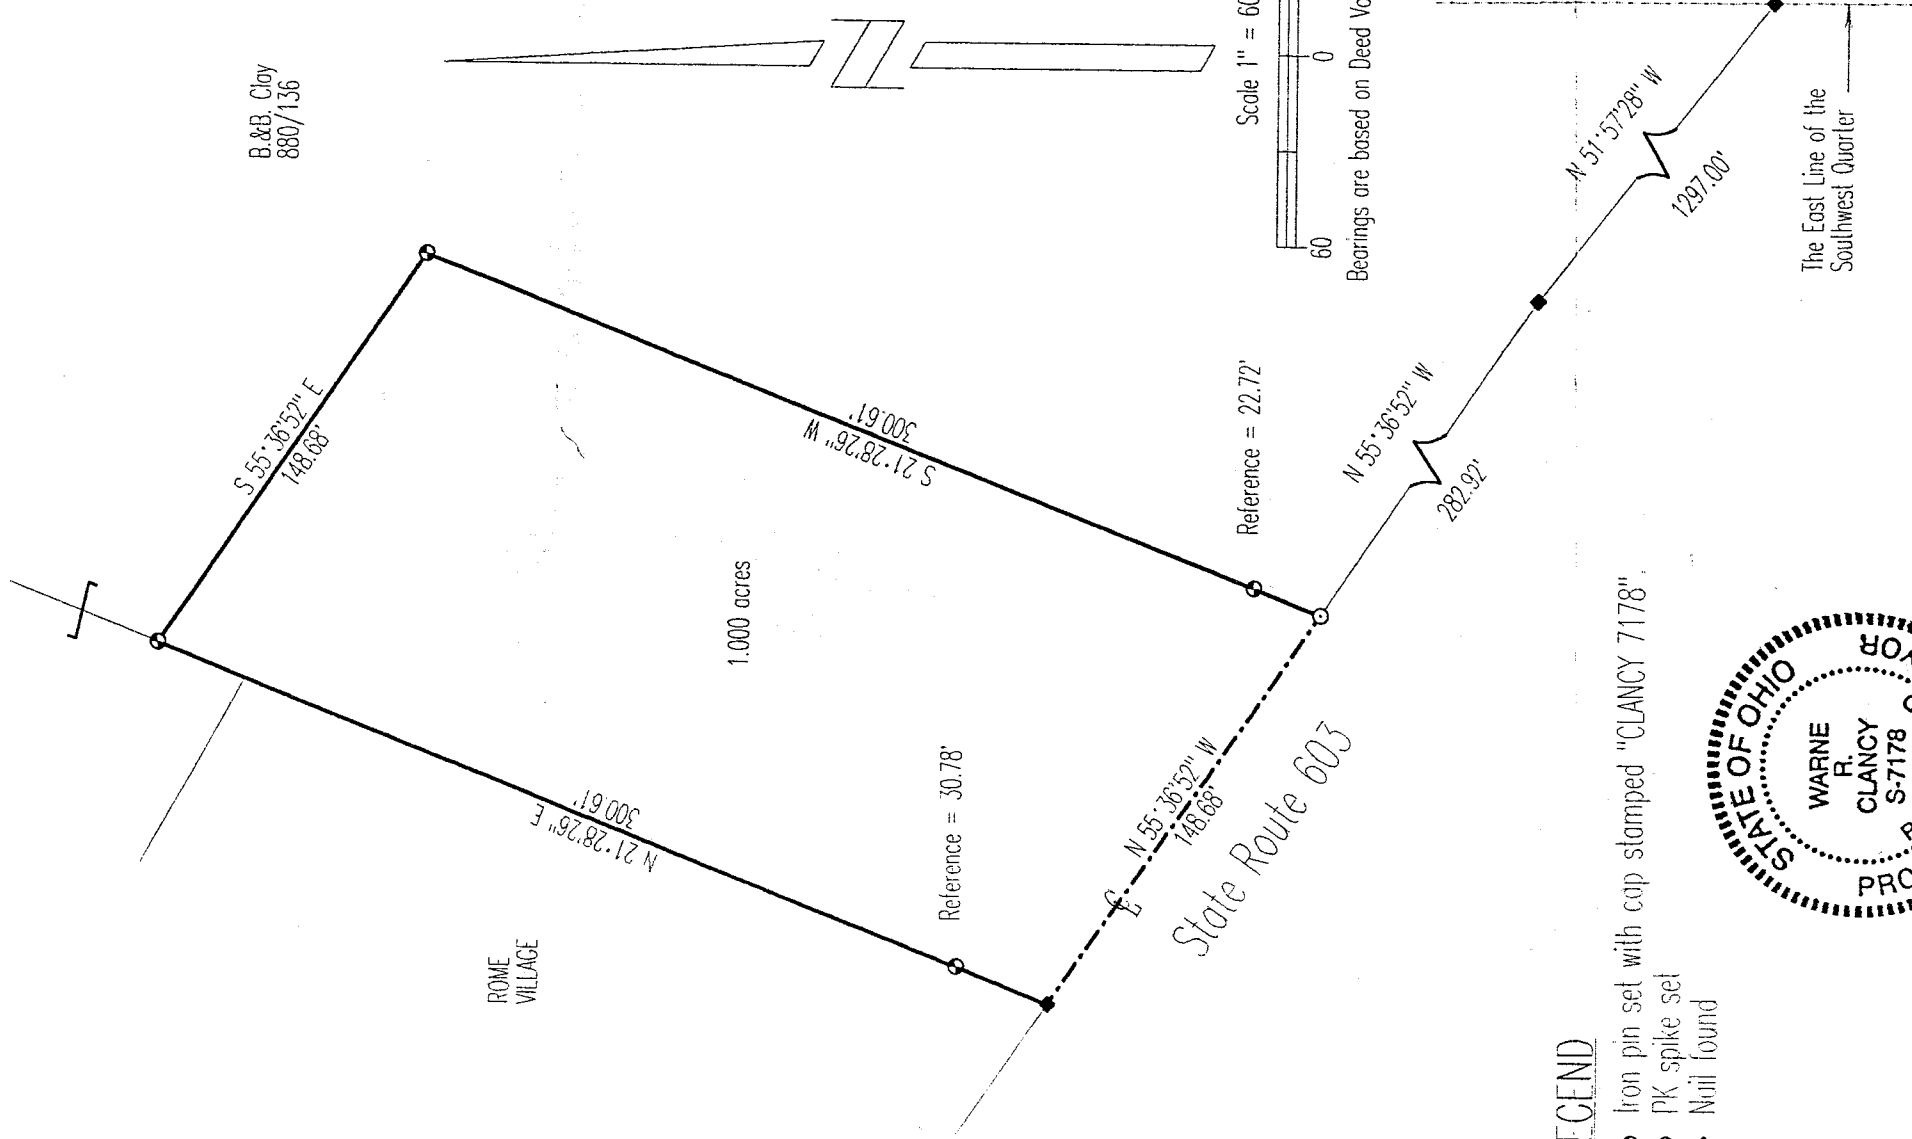 B.&B. Clay
880/136
S 55°36'52" E
148.68'
S 21°28'26" W
300.61'
1.000 acres
N 21°28'26" E
300.61'
ROME
VILLAGE
Reference = 22.72'
Reference = 30.78'
N 55°36'52" W
148.68'
State Route 603
N 55°36'52" W
282.92'
N 51°57'28" W
1297.00'
The East Line of the
Southwest Quarter
Scale 1" = 60
60
0
Bearings are based on Deed Vo
Iron pin set with cap stamped "CLANCY 7178".
PK spike set
Nail found
STATE OF OHIO
WARNE
R.
CLANCY
S-7178